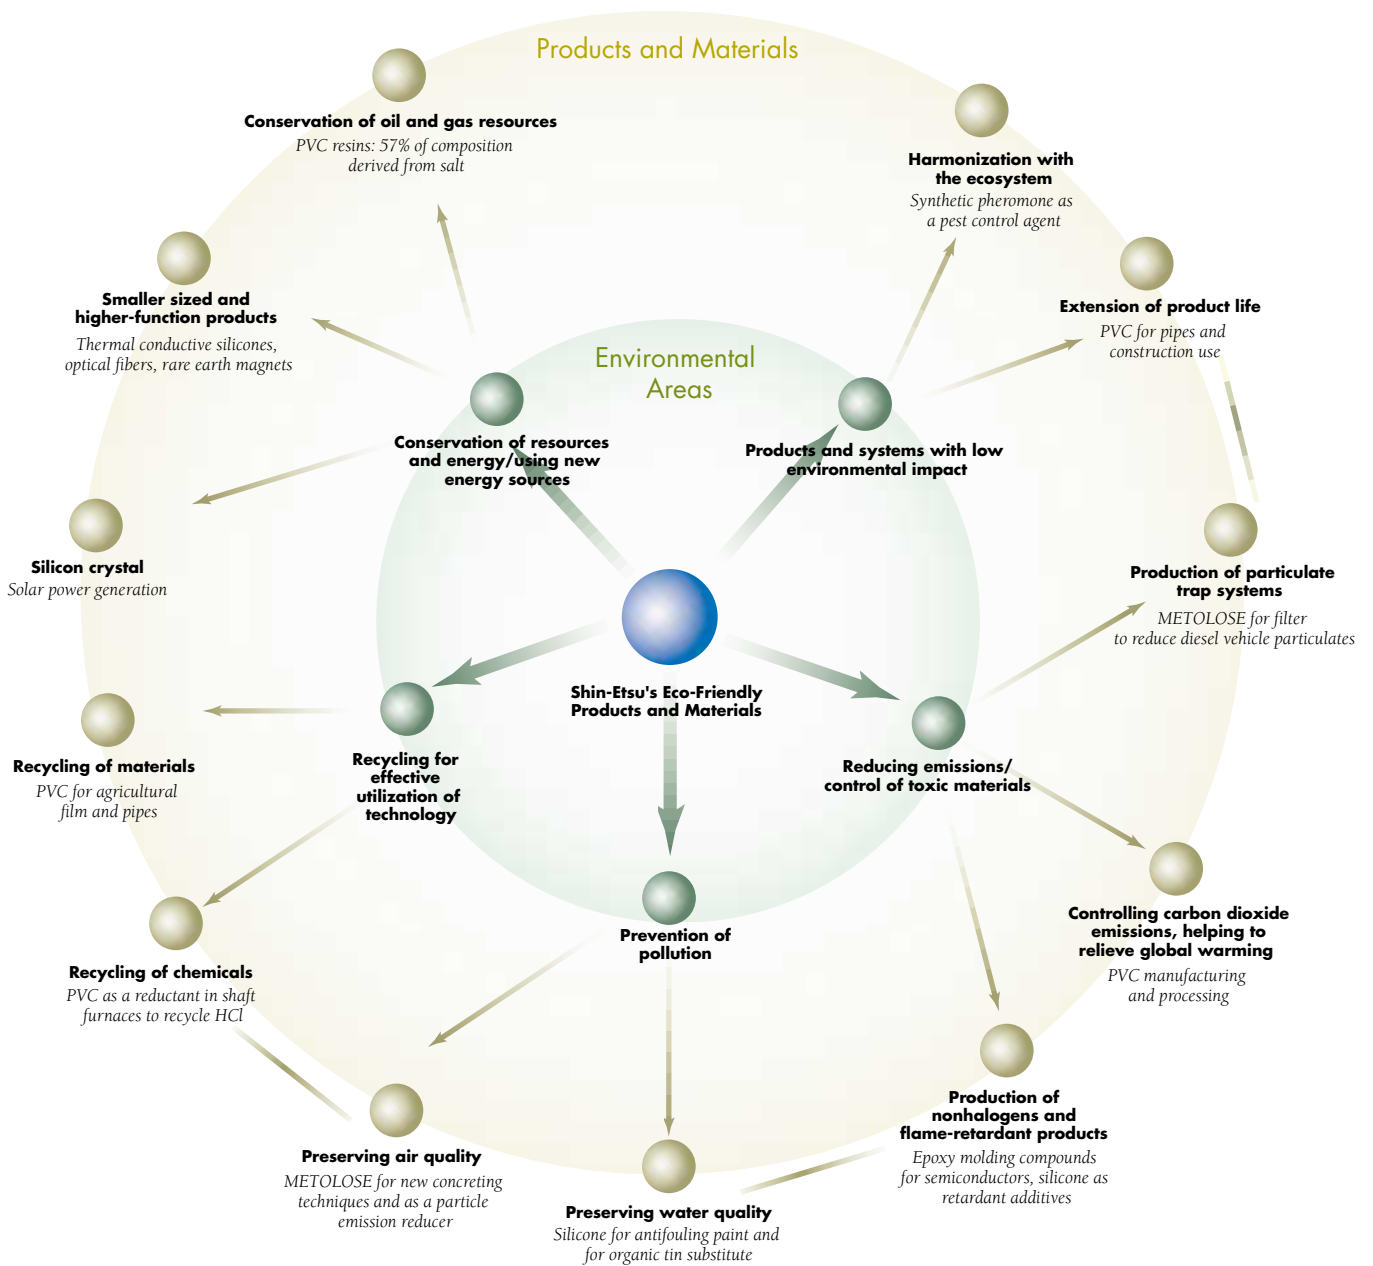 Products and Materials
Conservation of oil and gas resources
PVC resins: 57% of composition
derived from salt
Harmonization with
the ecosystem
Synthetic pheromone as
a pest control agent
Smaller sized and
higher-function products
Thermal conductive silicones,
optical fibers, rare earth magnets
Extension of product life
PVC for pipes and
construction use
Environmental
Areas
Conservation of resources
and energy/using new
energy sources
Products and systems with low
environmental impact
Silicon crystal
Solar power generation
Production of particulate
trap systems
METOLOSE for filter
to reduce diesel vehicle particulates
Shin-Etsu's Eco-Friendly
Products and Materials
Recycling of materials
PVC for agricultural
film and pipes
Recycling for
effective
utilization of
technology
Reducing emissions/
control of toxic materials
Prevention of
pollution
Controlling carbon dioxide
emissions, helping to
relieve global warming
PVC manufacturing
and processing
Recycling of chemicals
PVC as a reductant in shaft
furnaces to recycle HCl
Production of
nonhalogens and
flame-retardant products
Epoxy molding compounds
for semiconductors, silicone as
retardant additives
Preserving air quality
METOLOSE for new concreting
techniques and as a particle
emission reducer
Preserving water quality
Silicone for antifouling paint and
for organic tin substitute